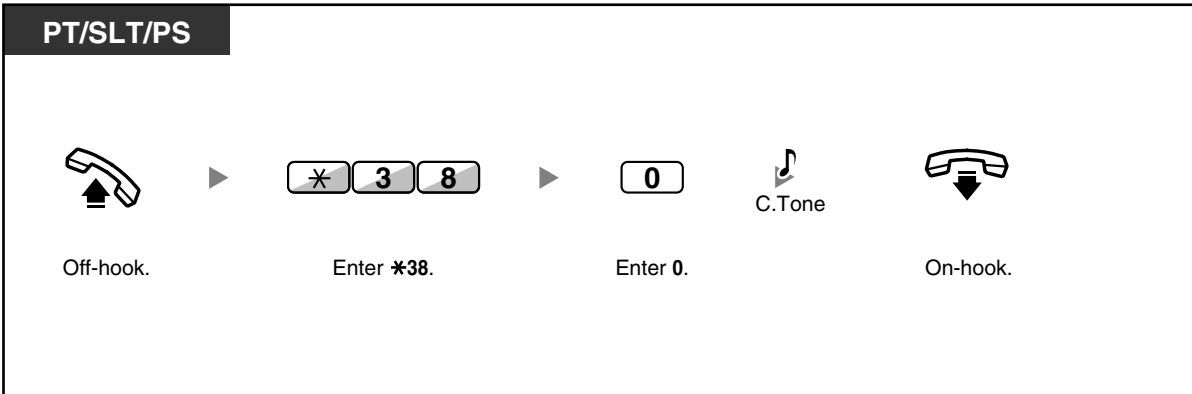 PT/SLT/PS
✳ 3 8 0
C.Tone
Off-hook. Enter ✳38. Enter 0. On-hook.